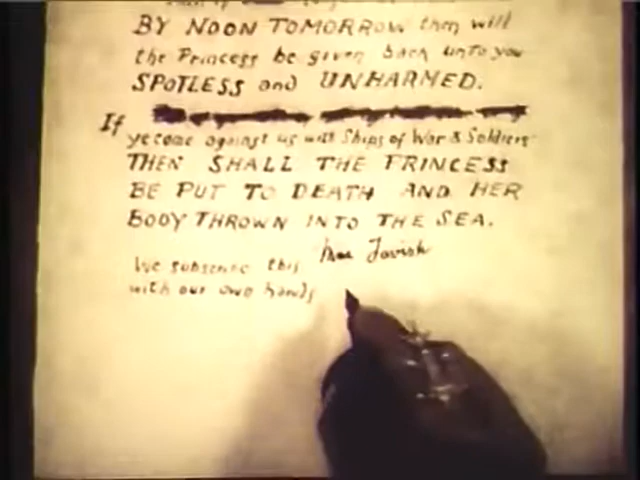 BY NOON TOMORROW then will
the Princess be given back unto you
SPOTLESS and UNHARMED.
If
ye come against us with Ships of War & Soldiers
THEN SHALL THE PRINCESS
BE PUT TO DEATH AND HER
BODY THROWN INTO THE SEA.
Mac Tavish
We subscribe this
with our own hands